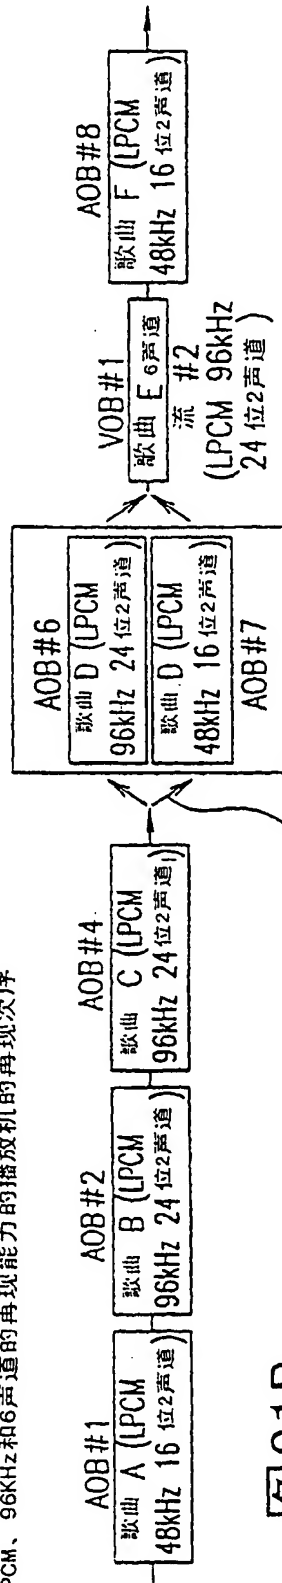 PCM、96KHz和6声道的再现能力的播放机的再现次序
AOB#1
歌曲 A (LPCM
48kHz 16 位2声道)
AOB#2
歌曲 B (LPCM
96kHz 24 位2声道)
AOB#4
歌曲 C (LPCM
96kHz 24 位2声道)
AOB#6
歌曲 D (LPCM
96kHz 24 位2声道)
歌曲 D (LPCM
48kHz 16 位2声道)
AOB#7
VOB#1
歌曲 E 6声道
流 #2
(LPCM 96kHz
24 位2声道)
AOB#8
歌曲 F (LPCM
48kHz 16 位2声道)